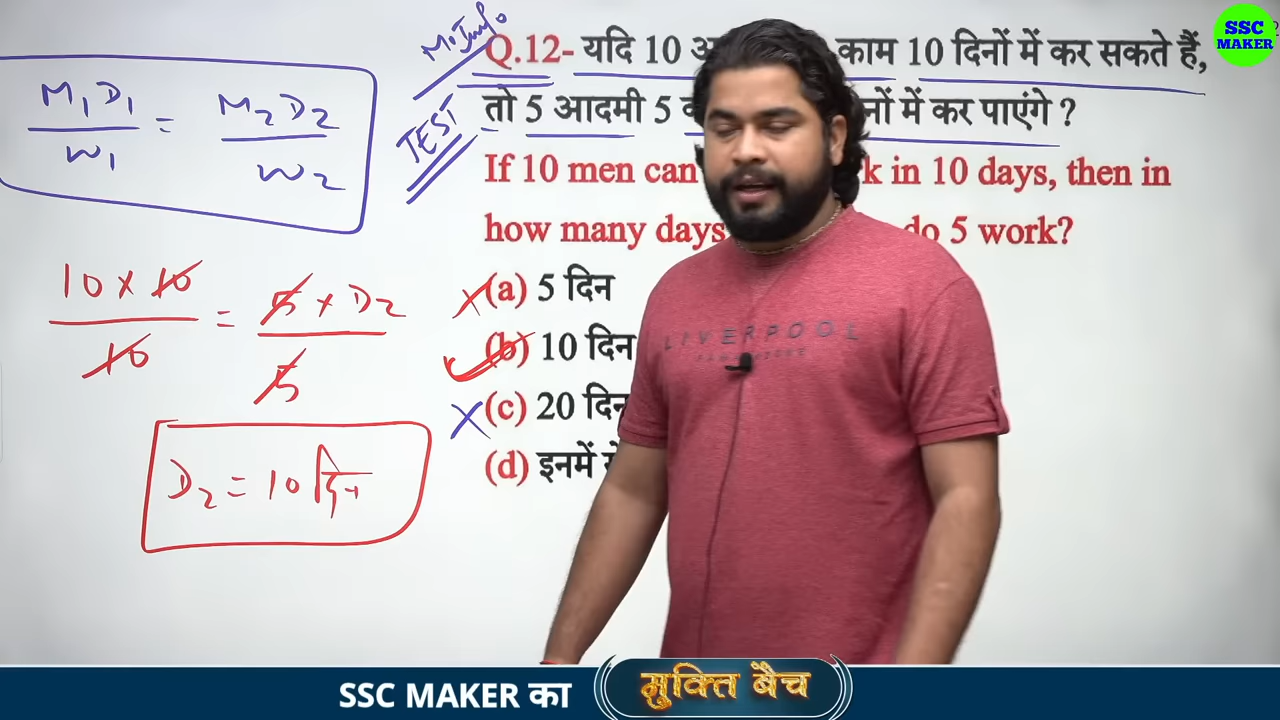 SSC
MAKER
M1D1 / W1 = M2D2 / W2
TEST
Q.12- यदि 10 काम 10 दिनों में कर सकते हैं,
तो 5 आदमी 5 में कर पाएंगे ?
If 10 men can in 10 days, then in
how many days do 5 work?
(a) 5 दिन
(b) 10 दिन
(c) 20 दिन
(d) इनमें
10 x 10 / 10 = 5 x D2 / 5
D2 = 10 दिन
LIVERPOOL
SSC MAKER का मुक्ति बैच